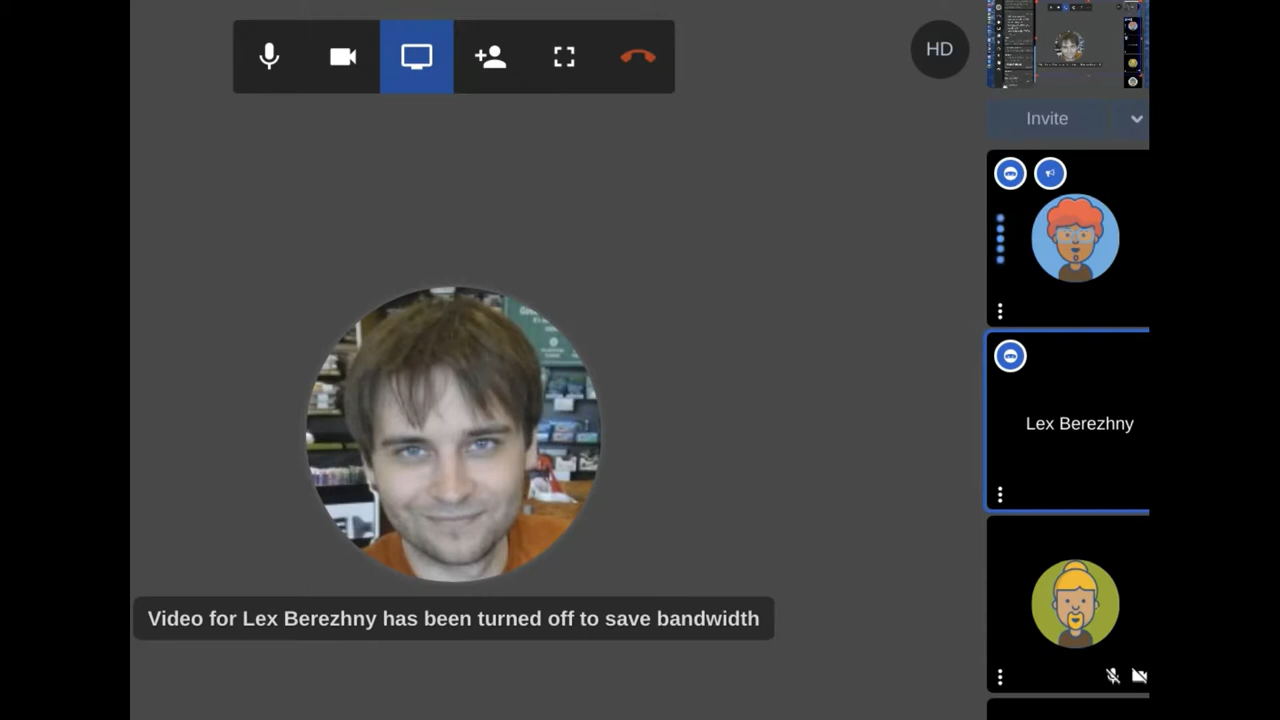 HD
Invite
Lex Berezhny
Video for Lex Berezhny has been turned off to save bandwidth